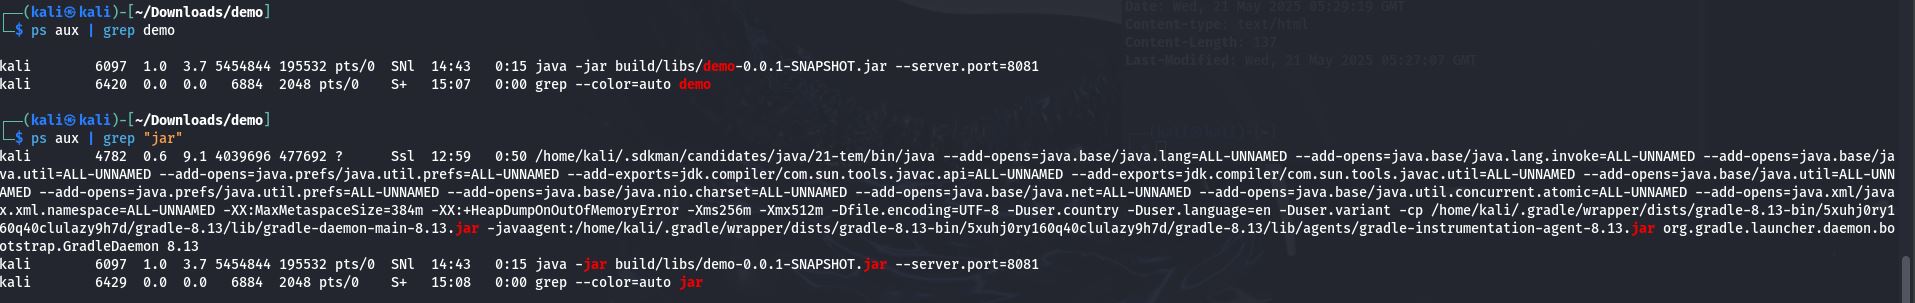 ┌──(kali㉿kali)-[~/Downloads/demo]
└─$ ps aux | grep demo
kali        6097  1.0  3.7 5454844 195532 pts/0  SNl  14:43   0:15 java -jar build/libs/demo-0.0.1-SNAPSHOT.jar --server.port=8081
kali        6420  0.0  0.0   6884  2048 pts/0    S+   15:07   0:00 grep --color=auto demo
┌──(kali㉿kali)-[~/Downloads/demo]
└─$ ps aux | grep "jar"
kali        4782  0.6  9.1 4039696 477692 ?      Ssl  12:59   0:50 /home/kali/.sdkman/candidates/java/21-tem/bin/java --add-opens=java.base/java.lang=ALL-UNNAMED --add-opens=java.base/java.lang.invoke=ALL-UNNAMED --add-opens=java.base/ja
va.util=ALL-UNNAMED --add-opens=java.prefs/java.util.prefs=ALL-UNNAMED --add-exports=jdk.compiler/com.sun.tools.javac.api=ALL-UNNAMED --add-exports=jdk.compiler/com.sun.tools.javac.util=ALL-UNNAMED --add-opens=java.base/java.util=ALL-UNN
AMED --add-opens=java.prefs/java.util.prefs=ALL-UNNAMED --add-opens=java.base/java.nio.charset=ALL-UNNAMED --add-opens=java.base/java.net=ALL-UNNAMED --add-opens=java.base/java.util.concurrent.atomic=ALL-UNNAMED --add-opens=java.xml/java
x.xml.namespace=ALL-UNNAMED -XX:MaxMetaspaceSize=384m -XX:+HeapDumpOnOutOfMemoryError -Xms256m -Xmx512m -Dfile.encoding=UTF-8 -Duser.country -Duser.language=en -Duser.variant -cp /home/kali/.gradle/wrapper/dists/gradle-8.13-bin/5xuhj0ry1
60q40clulazy9h7d/gradle-8.13/lib/gradle-daemon-main-8.13.jar -javaagent:/home/kali/.gradle/wrapper/dists/gradle-8.13-bin/5xuhj0ry160q40clulazy9h7d/gradle-8.13/lib/agents/gradle-instrumentation-agent-8.13.jar org.gradle.launcher.daemon.bo
otstrap.GradleDaemon 8.13
kali        6097  1.0  3.7 5454844 195532 pts/0  SNl  14:43   0:15 java -jar build/libs/demo-0.0.1-SNAPSHOT.jar --server.port=8081
kali        6429  0.0  0.0   6884  2048 pts/0    S+   15:08   0:00 grep --color=auto jar
Date: Wed, 21 May 2025 05:29:19 GMT
Content-type: text/html
Content-Length: 137
Last-Modified: Wed, 21 May 2025 05:27:07 GMT
┌──(kali㉿kali)-[~]